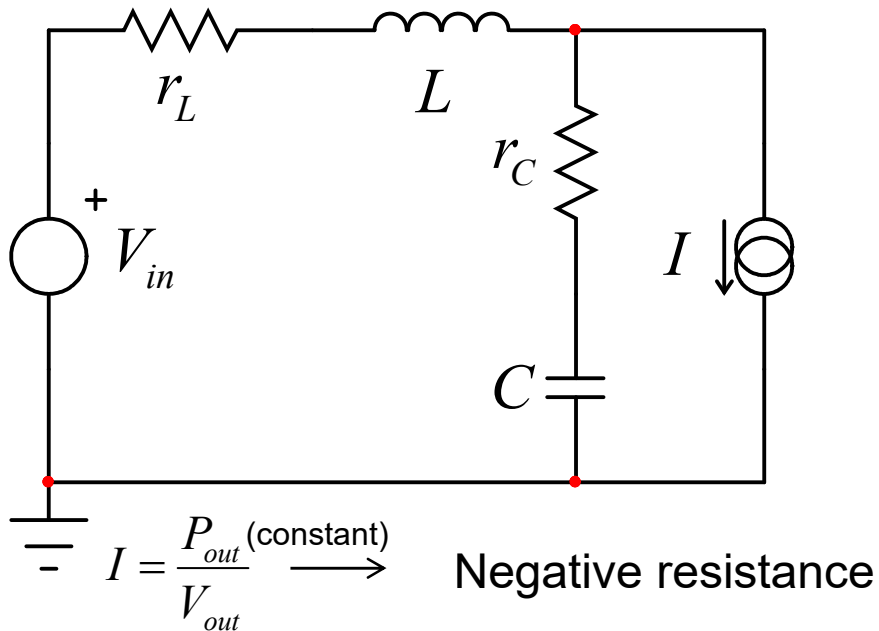 r_L
L
r_C
+
V_in
I
C
I = P_out / V_out (constant) → Negative resistance